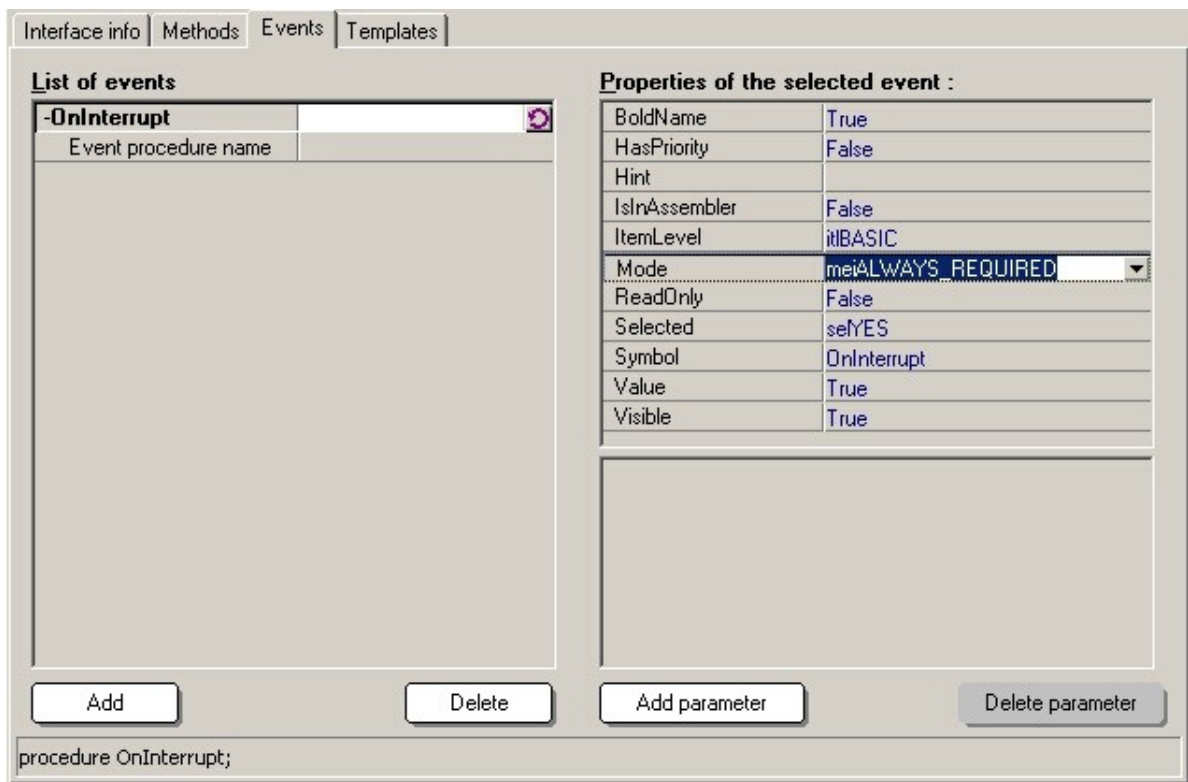 Interface info Methods Events Templates
List of events
-OnInterrupt
Event procedure name
Properties of the selected event :
BoldName True
HasPriority False
Hint
IsInAssembler False
ItemLevel itlBASIC
Mode meiALWAYS_REQUIRED
ReadOnly False
Selected selYES
Symbol OnInterrupt
Value True
Visible True
Add Delete Add parameter Delete parameter
procedure OnInterrupt;